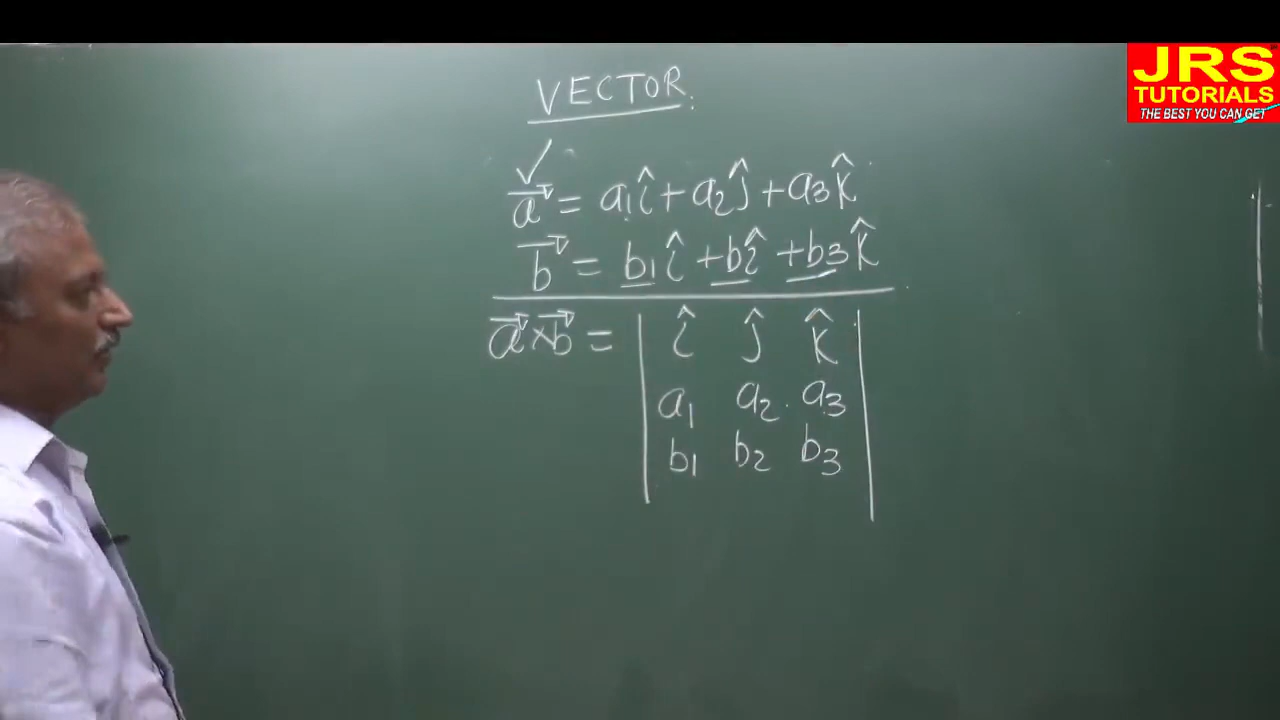 JRS
TUTORIALS
THE BEST YOU CAN GET
VECTOR.
✓
a⃗ = a₁î + a₂ĵ + a₃k̂
b⃗ = b₁î + bî + b₃k̂
a⃗ × b⃗ = | î ĵ k̂ |
a₁ a₂ a₃
b₁ b₂ b₃